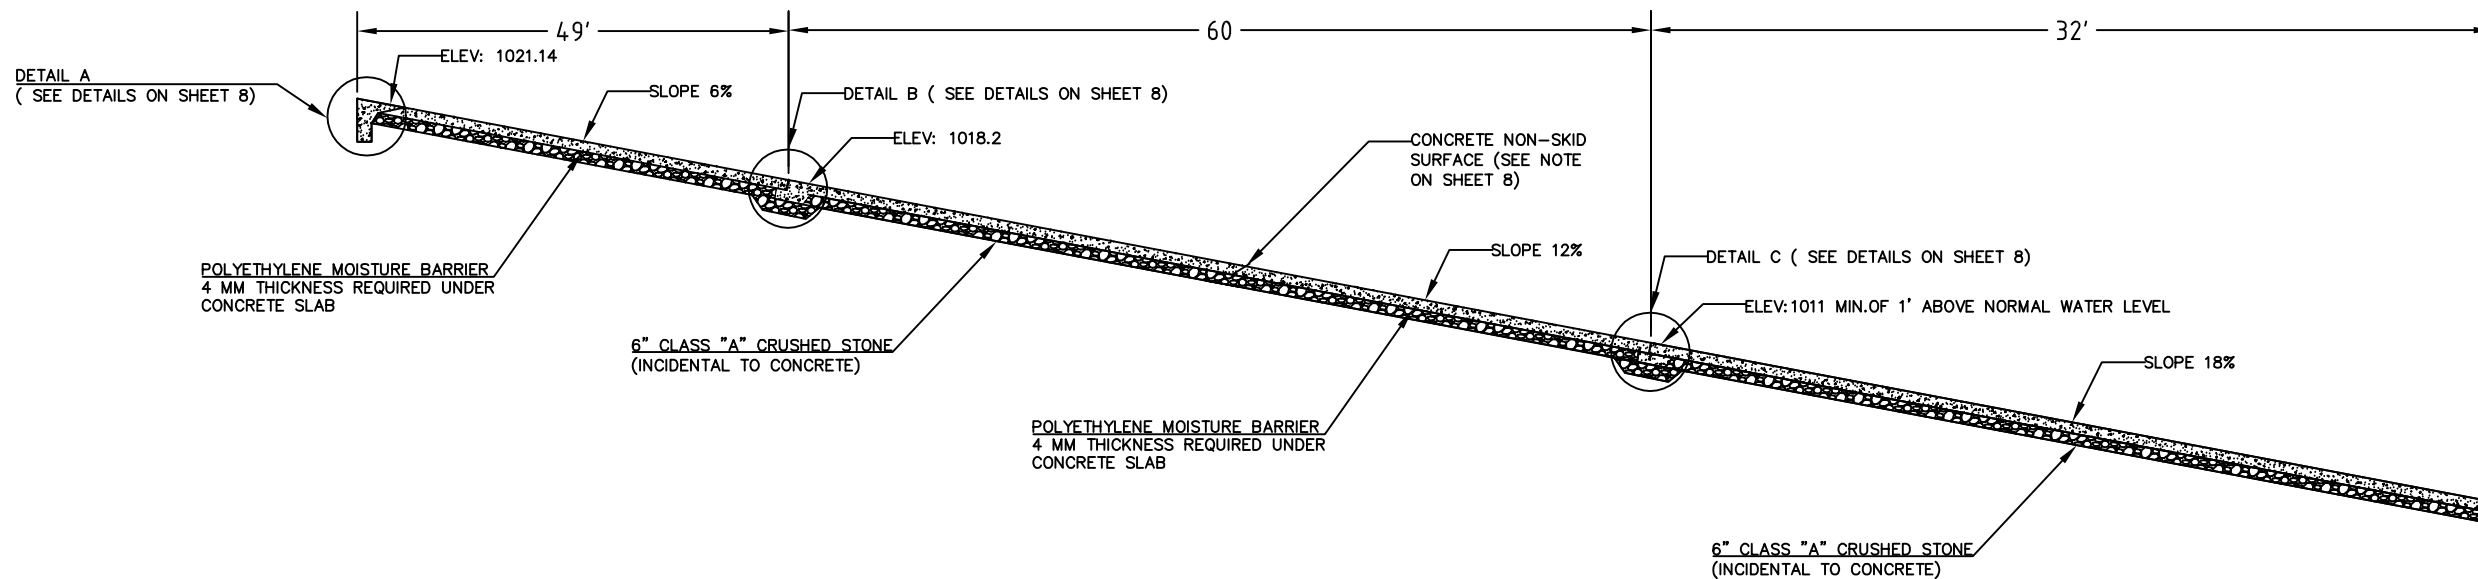 49'
60
32'
ELEV: 1021.14
DETAIL A
( SEE DETAILS ON SHEET 8)
SLOPE 6%
DETAIL B ( SEE DETAILS ON SHEET 8)
ELEV: 1018.2
CONCRETE NON-SKID
SURFACE (SEE NOTE
ON SHEET 8)
POLYETHYLENE MOISTURE BARRIER
4 MM THICKNESS REQUIRED UNDER
CONCRETE SLAB
SLOPE 12%
DETAIL C ( SEE DETAILS ON SHEET 8)
ELEV:1011 MIN.OF 1' ABOVE NORMAL WATER LEVEL
6" CLASS "A" CRUSHED STONE
(INCIDENTAL TO CONCRETE)
SLOPE 18%
POLYETHYLENE MOISTURE BARRIER
4 MM THICKNESS REQUIRED UNDER
CONCRETE SLAB
6" CLASS "A" CRUSHED STONE
(INCIDENTAL TO CONCRETE)